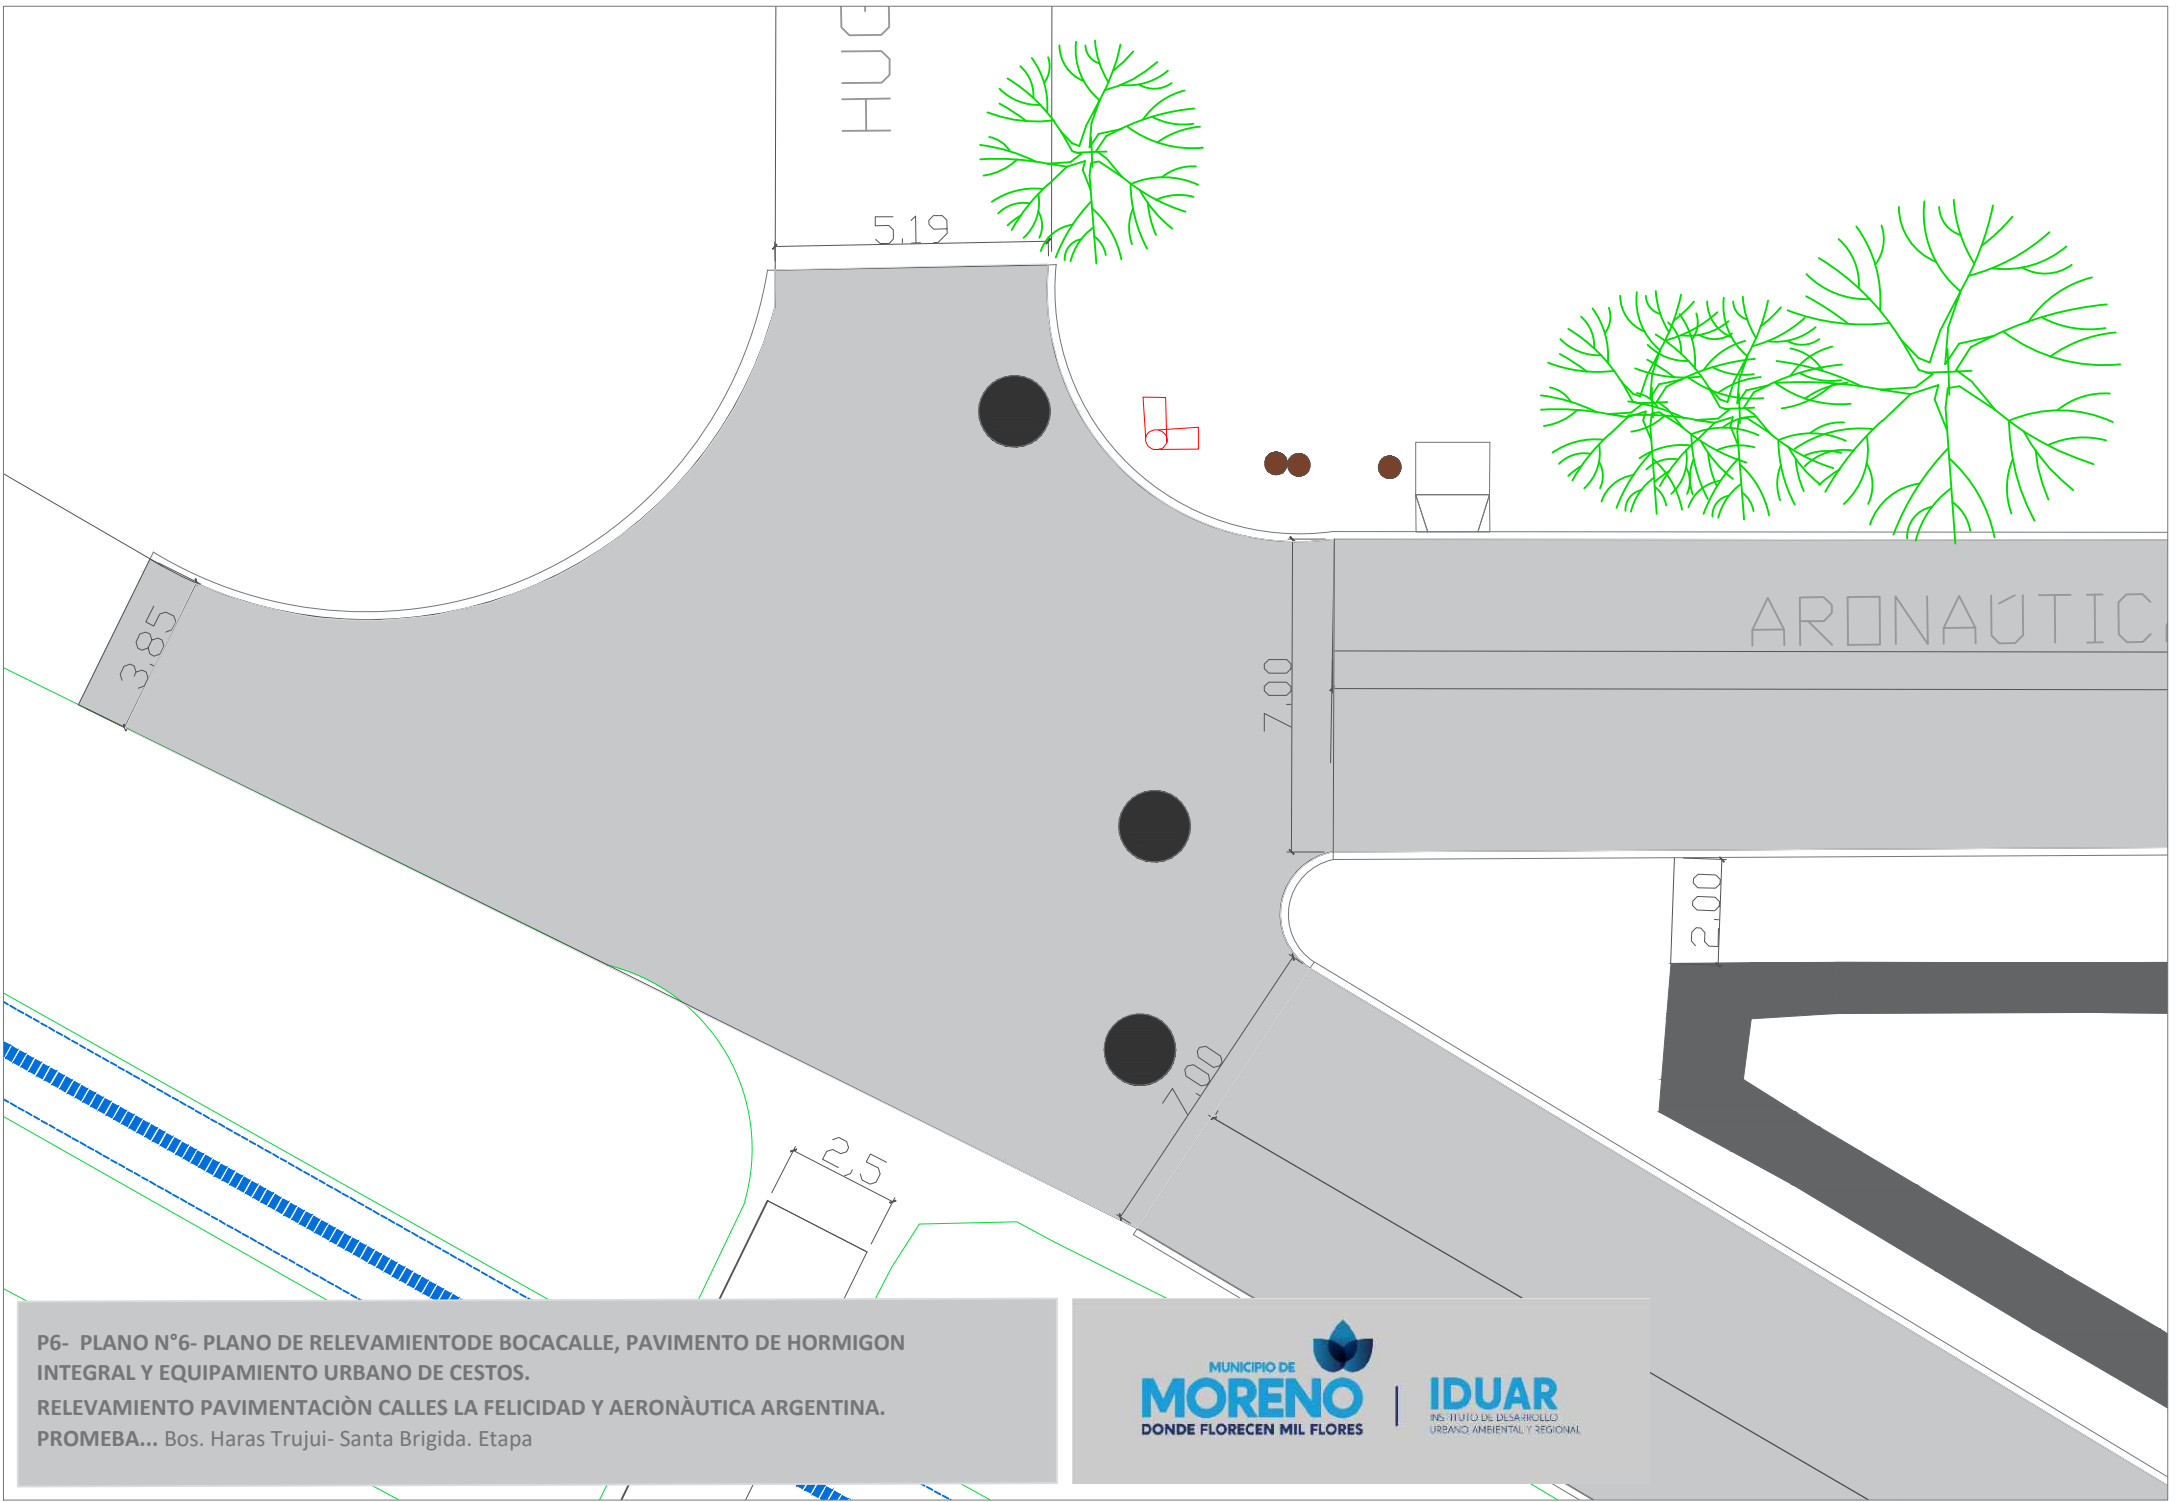 HUG
5.19
3.85
ARONAÚTICA
7.00
2.00
7.00
2.5
P6- PLANO N°6- PLANO DE RELEVAMIENTODE BOCACALLE, PAVIMENTO DE HORMIGON
INTEGRAL Y EQUIPAMIENTO URBANO DE CESTOS.
RELEVAMIENTO PAVIMENTACIÒN CALLES LA FELICIDAD Y AERONÀUTICA ARGENTINA.
PROMEBA... Bos. Haras Trujui- Santa Brigida. Etapa
MUNICIPIO DE
MORENO
DONDE FLORECEN MIL FLORES
IDUAR
INSTITUTO DE DESARROLLO
URBANO AMBIENTAL Y REGIONAL